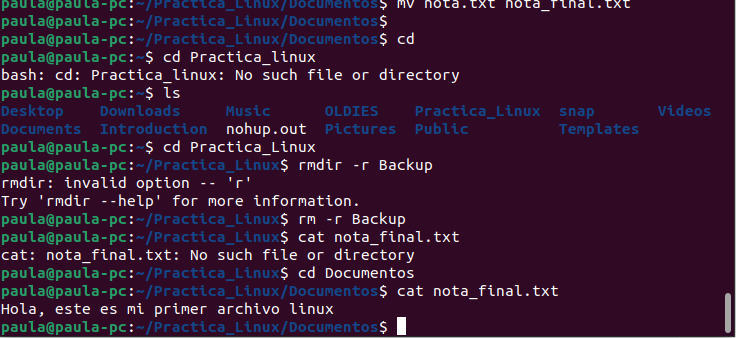 paula@paula-pc:~/Practica_Linux/Documentos$ mv nota.txt nota_final.txt
paula@paula-pc:~/Practica_Linux/Documentos$
paula@paula-pc:~/Practica_Linux/Documentos$ cd
paula@paula-pc:~$ cd Practica_linux
bash: cd: Practica_linux: No such file or directory
paula@paula-pc:~$ ls
Desktop Downloads Music OLDIES Practica_Linux snap Videos
Documents Introduction nohup.out Pictures Public Templates
paula@paula-pc:~$ cd Practica_Linux
paula@paula-pc:~/Practica_Linux$ rmdir -r Backup
rmdir: invalid option -- 'r'
Try 'rmdir --help' for more information.
paula@paula-pc:~/Practica_Linux$ rm -r Backup
paula@paula-pc:~/Practica_Linux$ cat nota_final.txt
cat: nota_final.txt: No such file or directory
paula@paula-pc:~/Practica_Linux$ cd Documentos
paula@paula-pc:~/Practica_Linux/Documentos$ cat nota_final.txt
Hola, este es mi primer archivo linux
paula@paula-pc:~/Practica_Linux/Documentos$